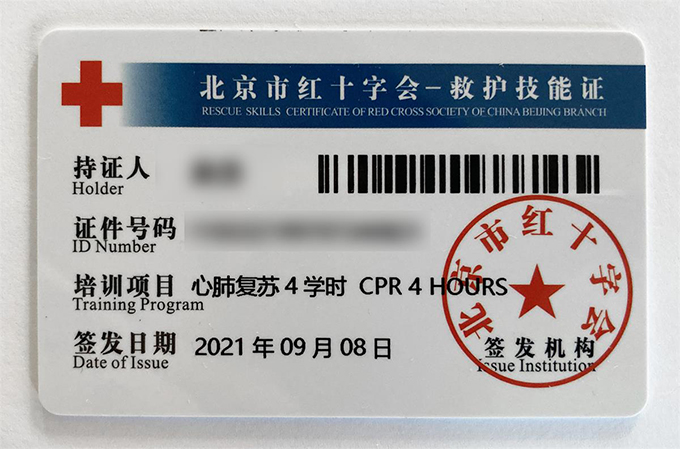 北京市红十字会-救护技能证
RESCUE SKILLS CERTIFICATE OF RED CROSS SOCIETY OF CHINA BEIJING BRANCH
持证人
Holder
证件号码
ID Number
培训项目 心肺复苏 4 学时 CPR 4 HOURS
Training Program
签发日期 2021 年 09 月 08 日
Date of Issue
签发机构
Issue Institution
北京市红十字会